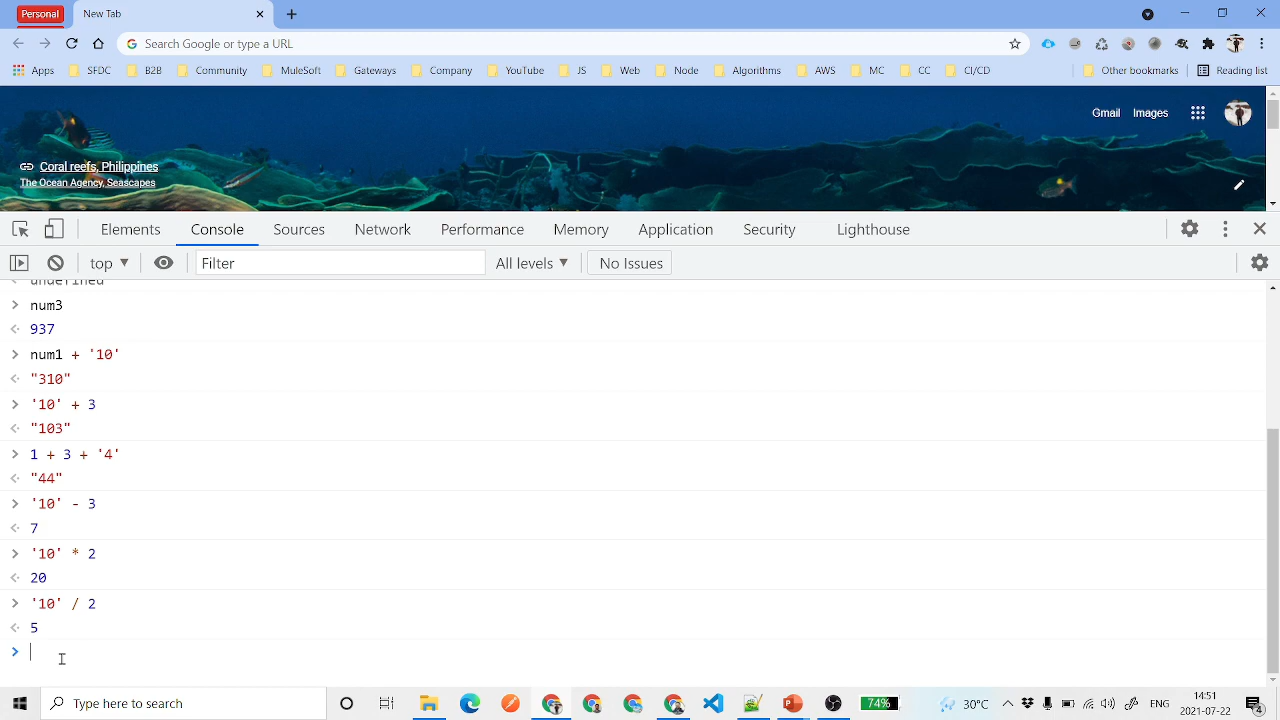 Personal
New Tab
Search Google or type a URL
Apps SFDC B2B Community MuleSoft Gateways Company YouTube JS Web Node Algorithms AWS MC CC CI/CD Other bookmarks Reading list
Gmail Images
Coral reefs, Philippines
The Ocean Agency, Seascapes
Elements Console Sources Network Performance Memory Application Security Lighthouse
top Filter All levels No Issues
undefined
num3
937
num1 + '10'
"310"
'10' + 3
"103"
1 + 3 + '4'
"44"
'10' - 3
7
'10' * 2
20
'10' / 2
5
Type here to search
74%
30°C
ENG
14:51
2021-07-22
4